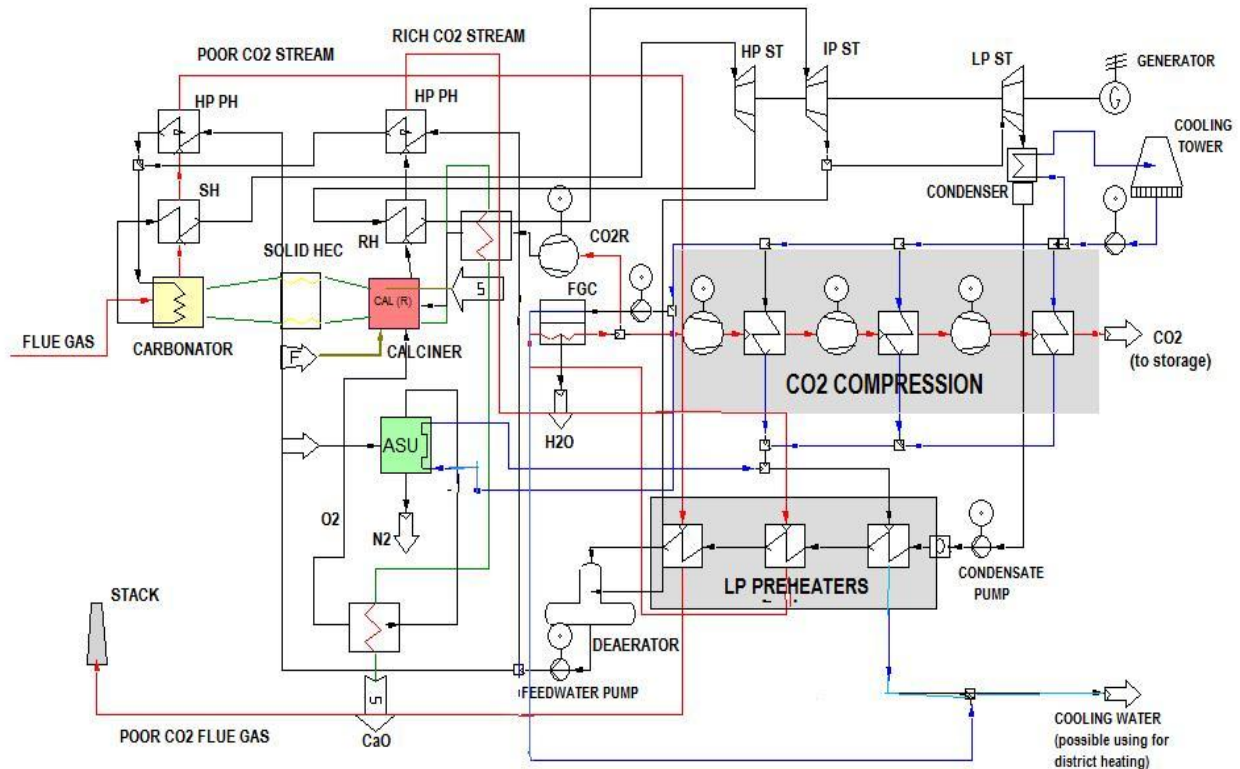 RICH CO2 STREAM
POOR CO2 STREAM
HP ST
IP ST
LP ST
GENERATOR
G
HP PH
HP PH
COOLING
TOWER
CONDENSER
SH
RH
CO2R
SOLID HEC
S
CAL (R)
FGC
FLUE GAS
CARBONATOR
CALCINER
F
CO2
(to storage)
CO2 COMPRESSION
H2O
ASU
O2
N2
LP PREHEATERS
CONDENSATE
PUMP
STACK
DEAERATOR
FEEDWATER PUMP
S
POOR CO2 FLUE GAS
CaO
COOLING WATER
(possible using for
district heating)